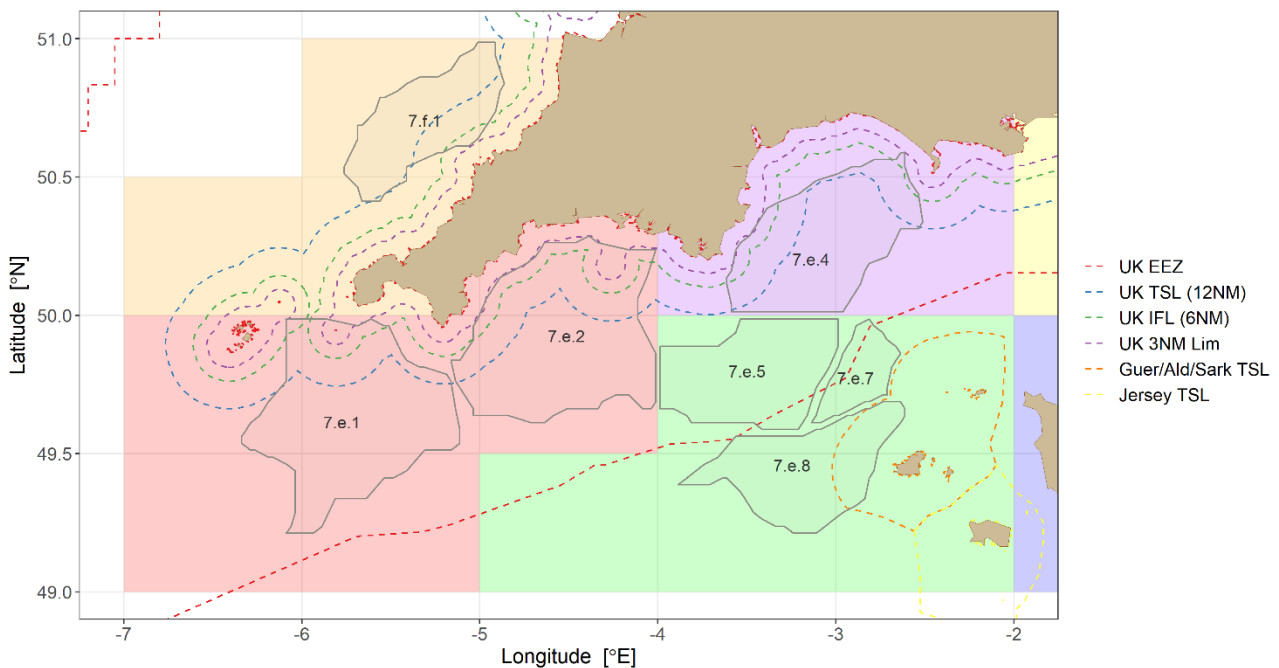 51.0
50.5
50.0
49.5
49.0
Latitude [°N]
-7
-6
-5
-4
-3
-2
Longitude [°E]
7.f.1
7.e.4
7.e.2
7.e.5
7.e.7
7.e.1
7.e.8
UK EEZ
UK TSL (12NM)
UK IFL (6NM)
UK 3NM Lim
Guer/Ald/Sark TSL
Jersey TSL